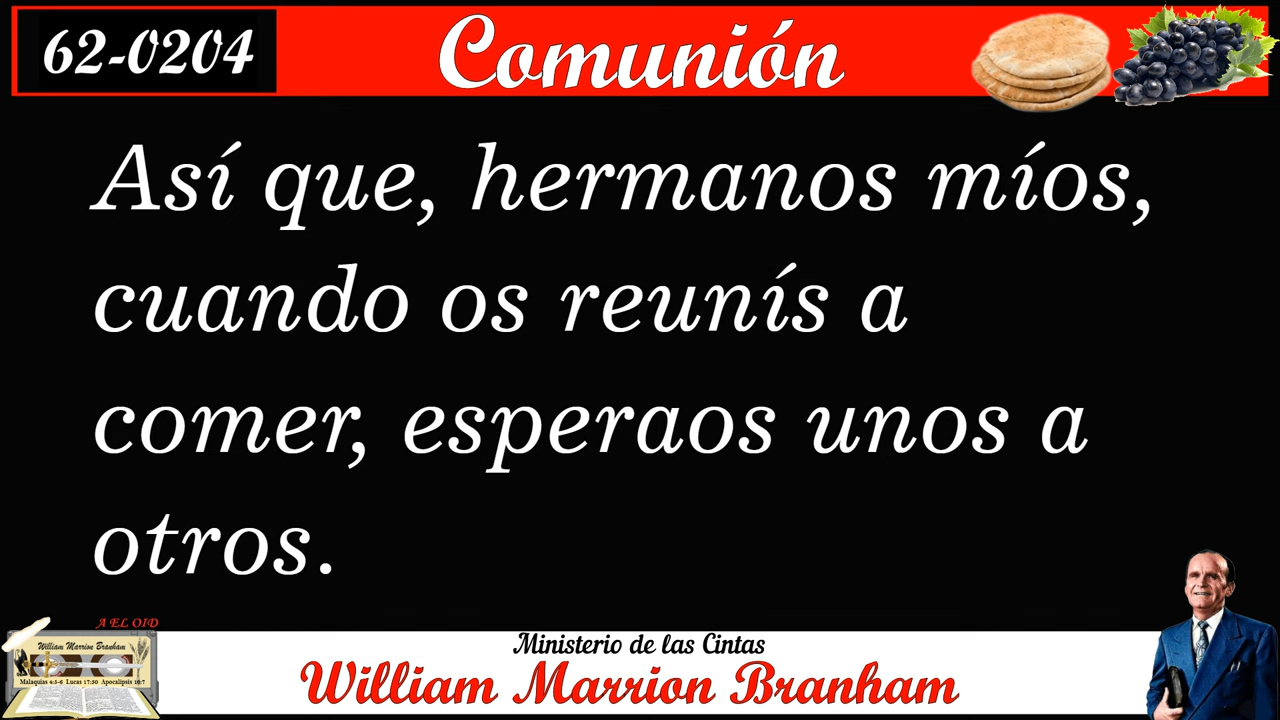 62-0204
Comunión
Así que, hermanos míos,
cuando os reunís a
comer, esperaos unos a
otros.
A EL OID
William Marrion Branham
Malaquias 4:5-6 Lucas 17:30 Apocalipsis 10:7
Ministerio de las Cintas
William Marrion Branham